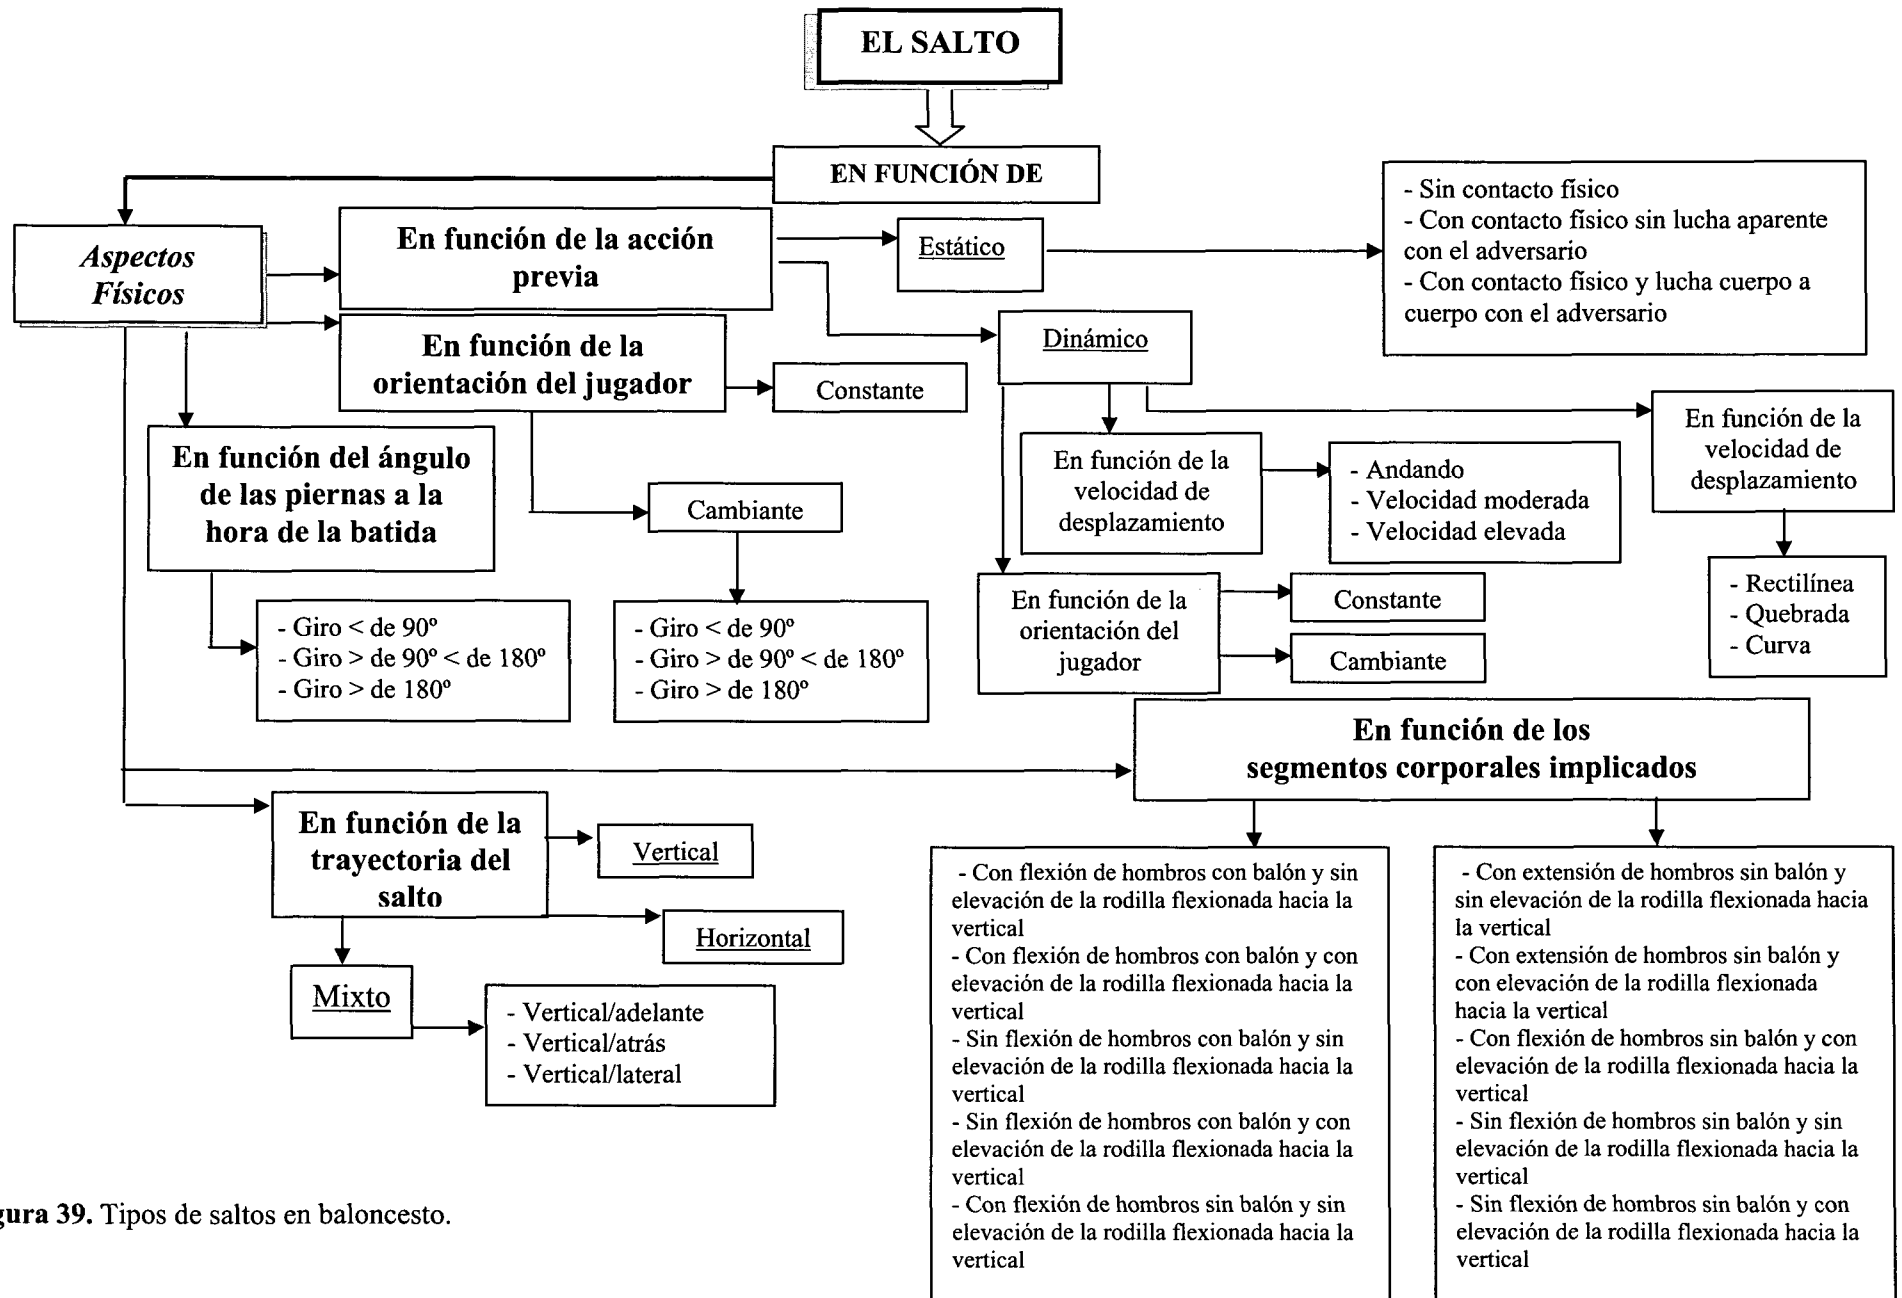 EL SALTO
EN FUNCIÓN DE
Aspectos
Físicos
En función de la acción
previa
Estático
- Sin contacto físico
- Con contacto físico sin lucha aparente
con el adversario
- Con contacto físico y lucha cuerpo a
cuerpo con el adversario
En función de la
orientación del jugador
Constante
Dinámico
En función del ángulo
de las piernas a la
hora de la batida
Cambiante
En función de la
velocidad de
desplazamiento
- Andando
- Velocidad moderada
- Velocidad elevada
En función de la
velocidad de
desplazamiento
- Giro < de 90º
- Giro > de 90º < de 180º
- Giro > de 180º
- Giro < de 90º
- Giro > de 90º < de 180º
- Giro > de 180º
En función de la
orientación del
jugador
Constante
Cambiante
- Rectilínea
- Quebrada
- Curva
En función de los
segmentos corporales implicados
En función de la
trayectoria del
salto
Vertical
Horizontal
Mixto
- Vertical/adelante
- Vertical/atrás
- Vertical/lateral
- Con flexión de hombros con balón y sin
elevación de la rodilla flexionada hacia la
vertical
- Con flexión de hombros con balón y con
elevación de la rodilla flexionada hacia la
vertical
- Sin flexión de hombros con balón y sin
elevación de la rodilla flexionada hacia la
vertical
- Sin flexión de hombros con balón y con
elevación de la rodilla flexionada hacia la
vertical
- Con flexión de hombros sin balón y sin
elevación de la rodilla flexionada hacia la
vertical
- Con extensión de hombros sin balón y
sin elevación de la rodilla flexionada hacia
la vertical
- Con extensión de hombros sin balón y
con elevación de la rodilla flexionada
hacia la vertical
- Con flexión de hombros sin balón y con
elevación de la rodilla flexionada hacia la
vertical
- Sin flexión de hombros sin balón y sin
elevación de la rodilla flexionada hacia la
vertical
- Sin flexión de hombros sin balón y con
elevación de la rodilla flexionada hacia la
vertical
gura 39. Tipos de saltos en baloncesto.